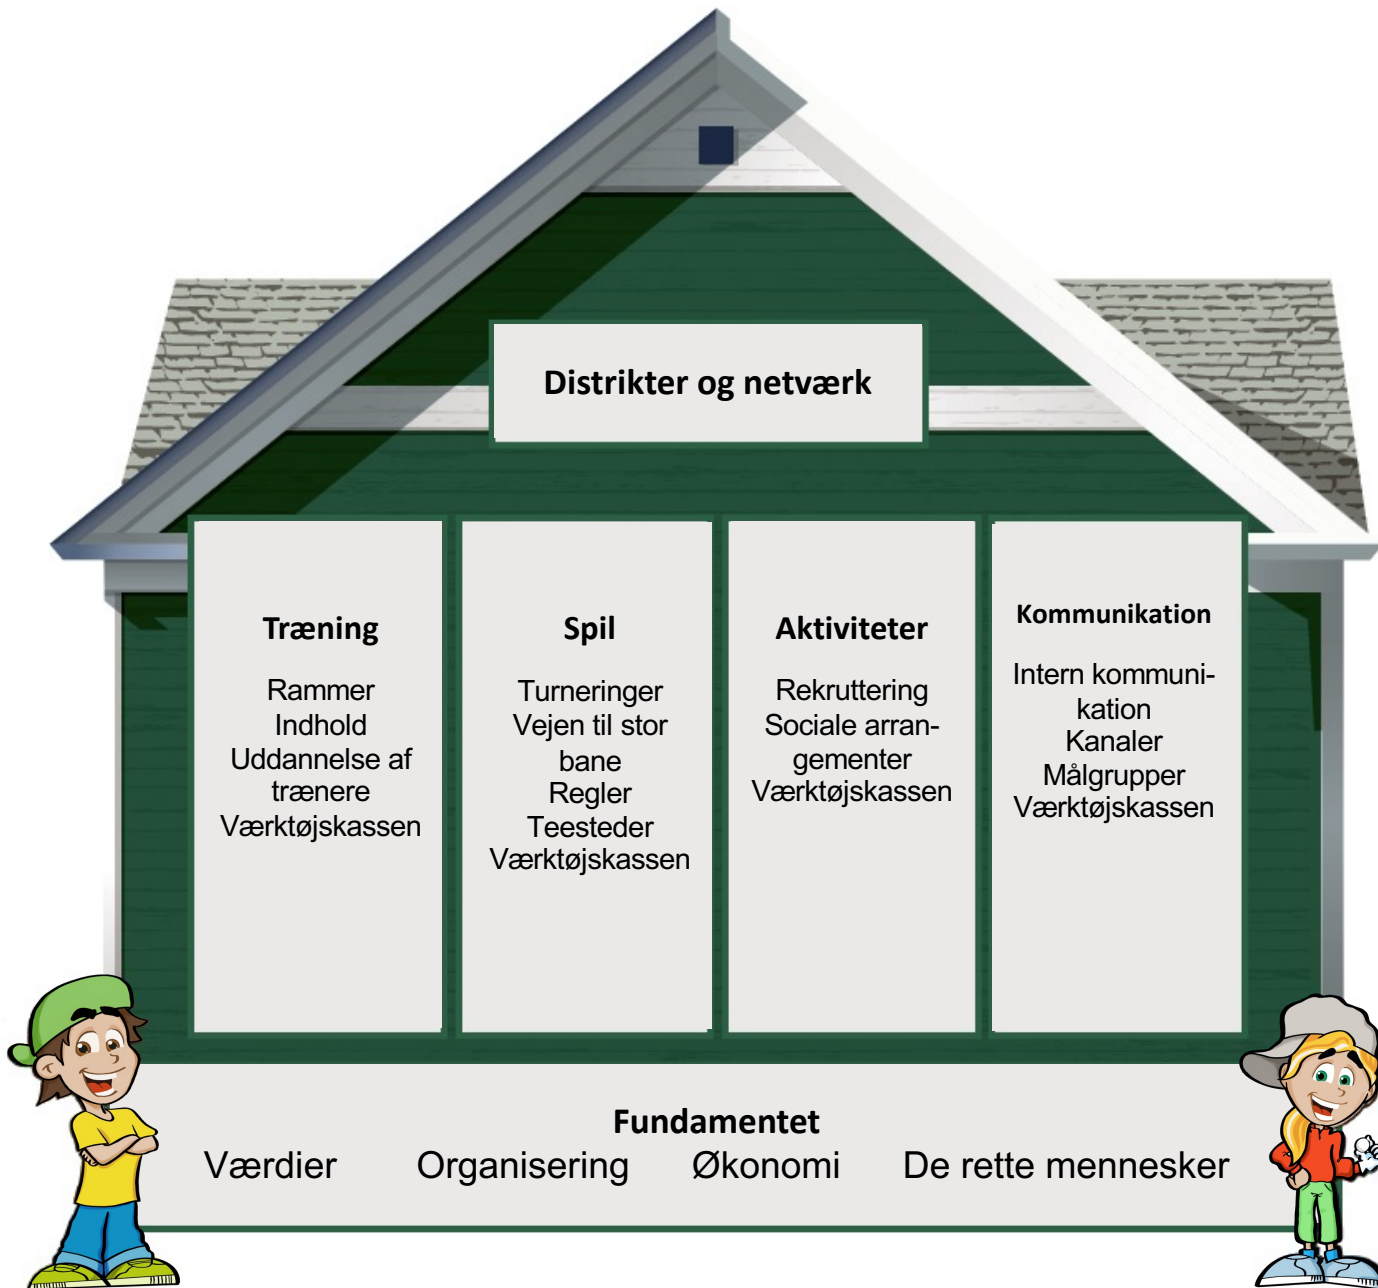 Distrikter og netværk
Træning
Rammer
Indhold
Uddannelse af
trænere
Værktøjskassen
Spil
Turneringer
Vejen til stor
bane
Regler
Teesteder
Værktøjskassen
Aktiviteter
Rekruttering
Sociale arran-
gementer
Værktøjskassen
Kommunikation
Intern kommuni-
kation
Kanaler
Målgrupper
Værktøjskassen
Fundamentet
Værdier Organisering Økonomi De rette mennesker